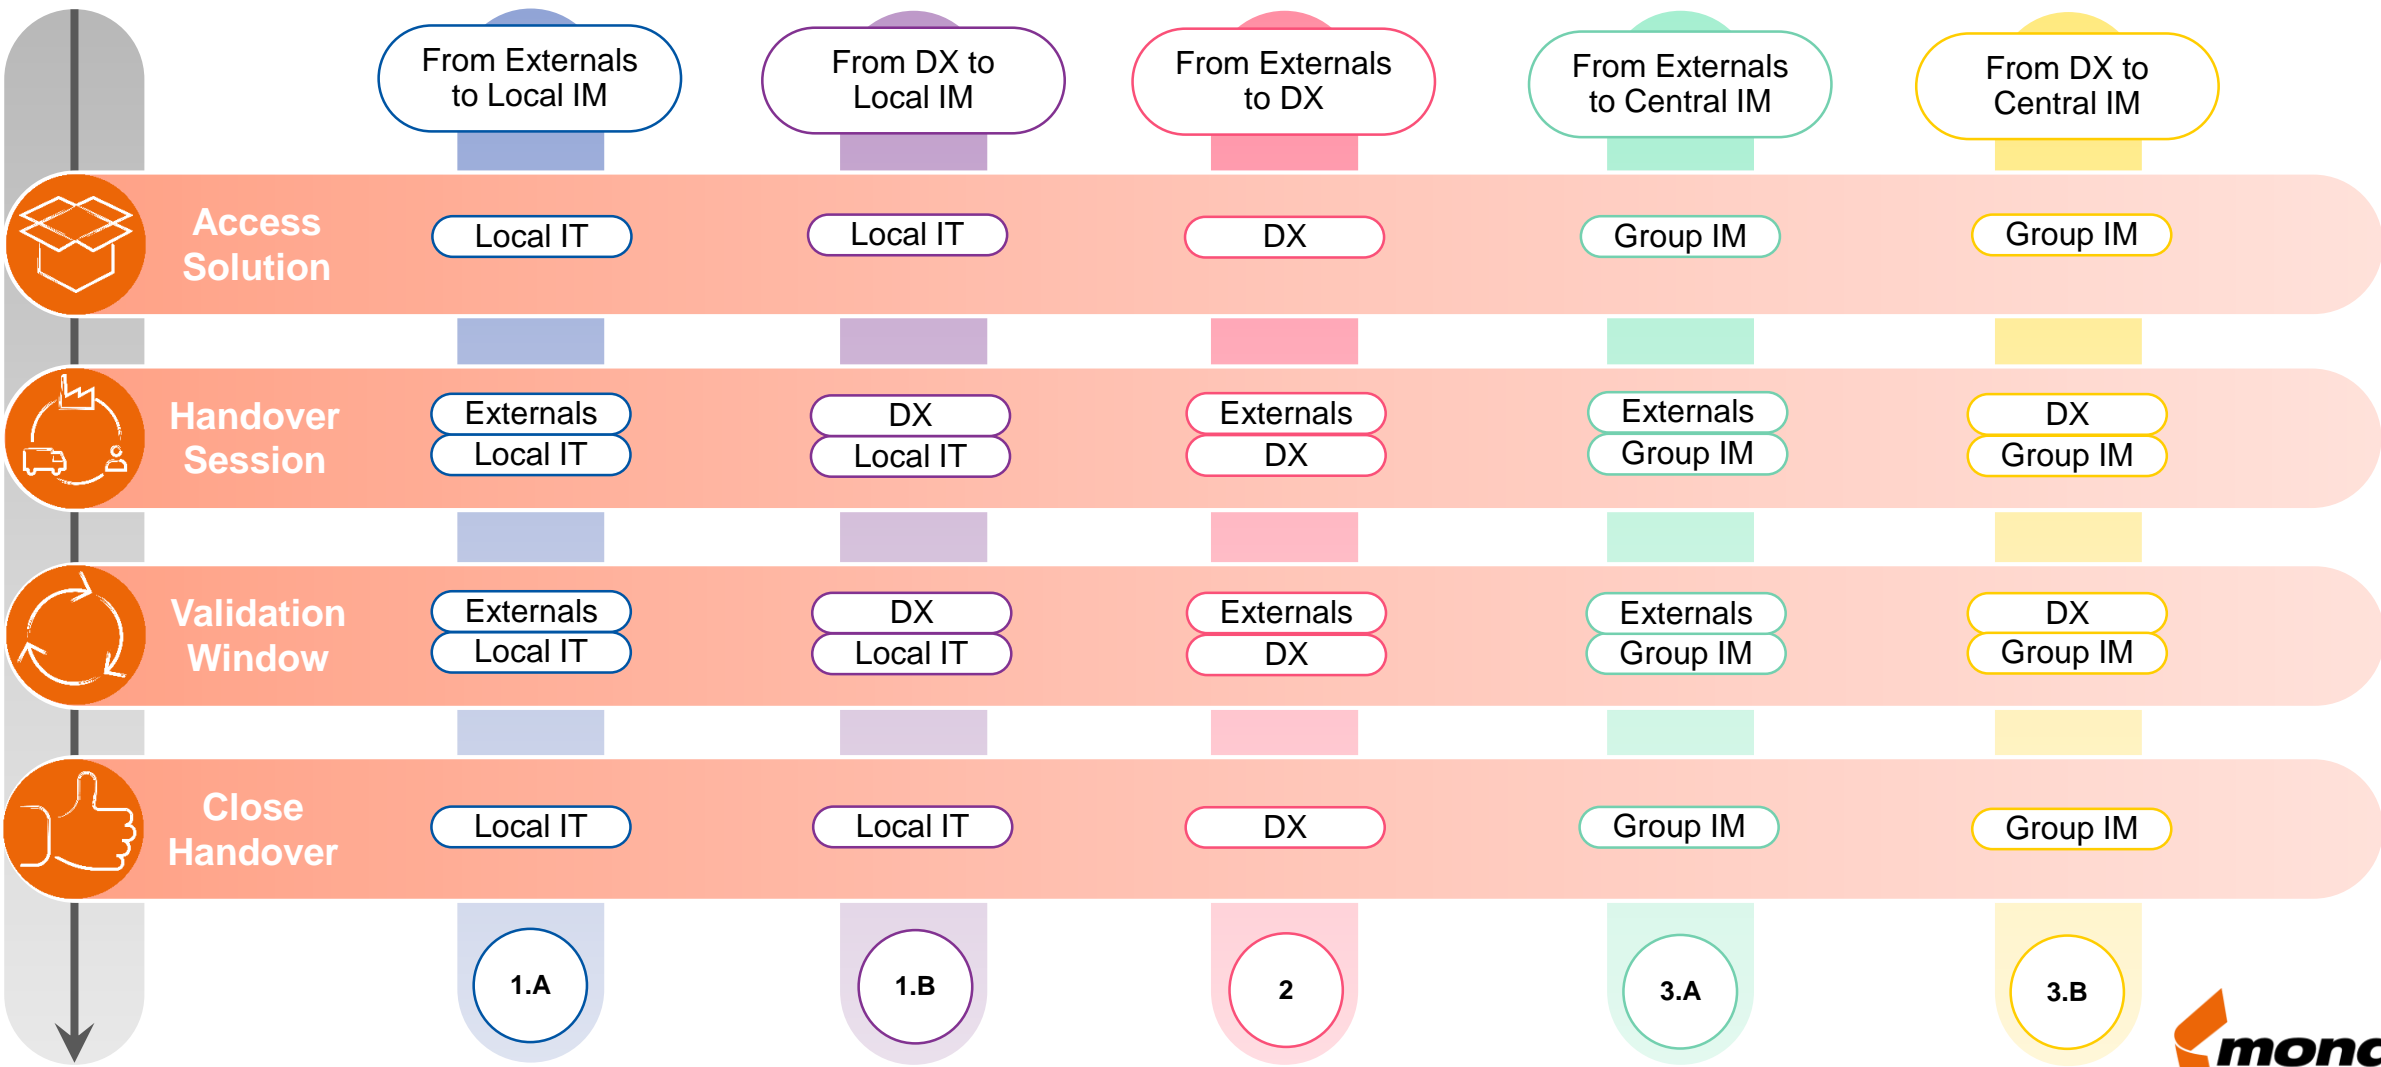 From Externals
to Local IM
From DX to
Local IM
From Externals
to DX
From Externals
to Central IM
From DX to
Central IM
Access
Solution
Local IT
Local IT
DX
Group IM
Group IM
Handover
Session
Externals
Local IT
DX
Local IT
Externals
DX
Externals
Group IM
DX
Group IM
Validation
Window
Externals
Local IT
DX
Local IT
Externals
DX
Externals
Group IM
DX
Group IM
Close
Handover
Local IT
Local IT
DX
Group IM
Group IM
1.A
1.B
2
3.A
3.B